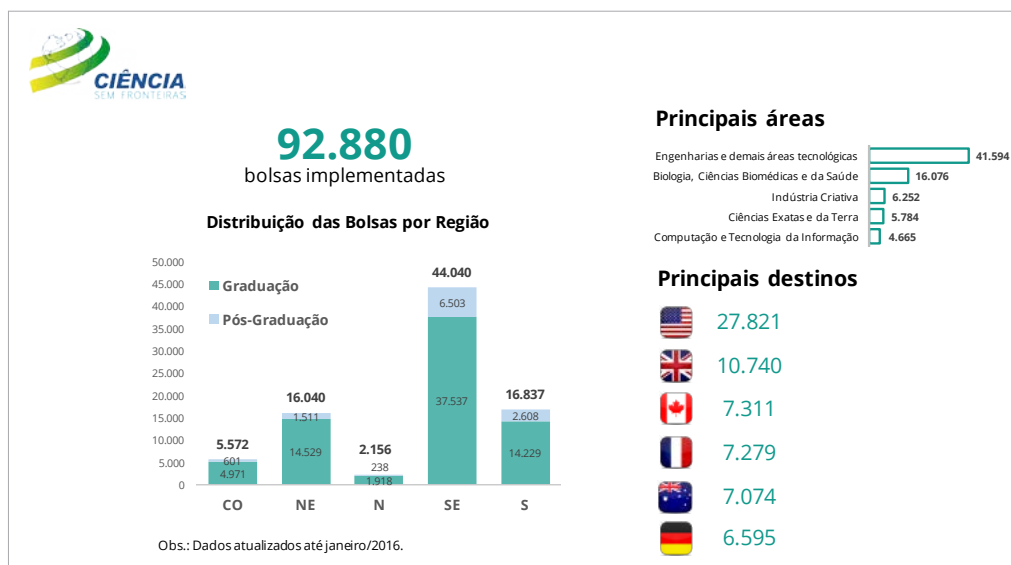 CIÊNCIA
SEM FRONTEIRAS
92.880
bolsas implementadas
Distribuição das Bolsas por Região
50.000
45.000
40.000
35.000
30.000
25.000
20.000
15.000
10.000
5.000
0
Graduação
Pós-Graduação
5.572
601
4.971
16.040
1.511
14.529
2.156
238
1.918
44.040
6.503
37.537
16.837
2.608
14.229
CO NE N SE S
Obs.: Dados atualizados até janeiro/2016.
Principais áreas
Engenharias e demais áreas tecnológicas 41.594
Biologia, Ciências Biomédicas e da Saúde 16.076
Indústria Criativa 6.252
Ciências Exatas e da Terra 5.784
Computação e Tecnologia da Informação 4.665
Principais destinos
27.821
10.740
7.311
7.279
7.074
6.595